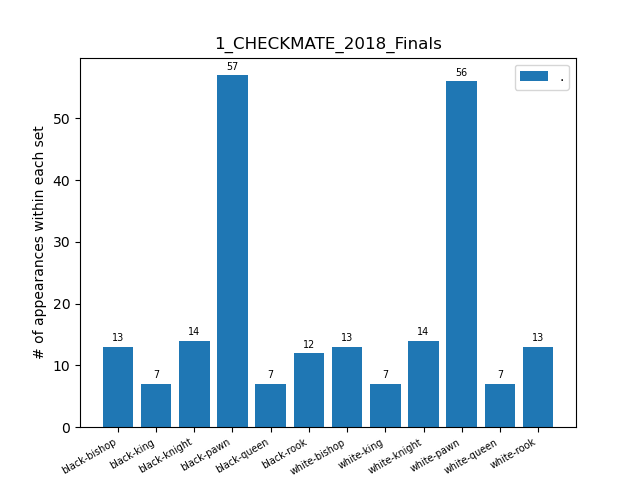 1_CHECKMATE_2018_Finals
# of appearances within each set
50
40
30
20
10
0
13
7
14
57
7
12
13
7
14
56
7
13
.
black-bishop
black-king
black-knight
black-pawn
black-queen
black-rook
white-bishop
white-king
white-knight
white-pawn
white-queen
white-rook